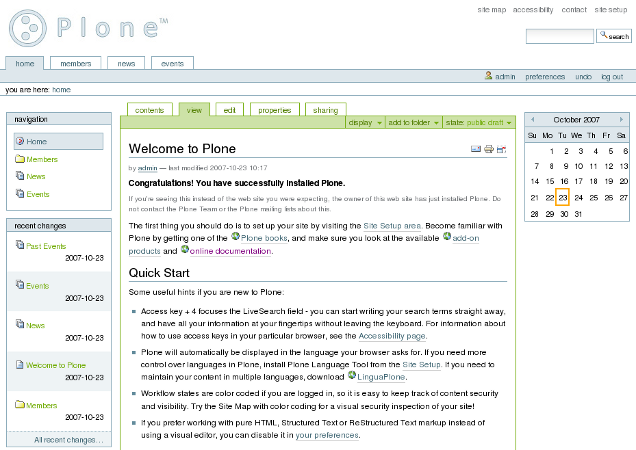 site map accessibility contact site setup
Plone™
search
home members news events
admin preferences undo log out
you are here: home
navigation
Home
Members
News
Events
recent changes
Past Events
2007-10-23
Events
2007-10-23
News
2007-10-23
Welcome to Plone
2007-10-23
Members
2007-10-23
All recent changes…
contents view edit properties sharing
display add to folder state: public draft
Welcome to Plone
by admin — last modified 2007-10-23 10:17
Congratulations! You have successfully installed Plone.
If you're seeing this instead of the web site you were expecting, the owner of this web site has just installed Plone. Do
not contact the Plone Team or the Plone mailing lists about this.
The first thing you should do is to set up your site by visiting the Site Setup area. Become familiar with
Plone by getting one of the Plone books, and make sure you look at the available add-on
products and online documentation.
Quick Start
Some useful hints if you are new to Plone:
Access key + 4 focuses the LiveSearch field - you can start writing your search terms straight away,
and have all your information at your fingertips without leaving the keyboard. For information about
how to use access keys in your particular browser, see the Accessibility page.
Plone will automatically be displayed in the language your browser asks for. If you need more
control over languages in Plone, install Plone Language Tool from the Site Setup. If you need to
maintain your content in multiple languages, download LinguaPlone.
Workflow states are color coded if you are logged in, so it is easy to keep track of content security
and visibility. Try the Site Map with color coding for a visual security inspection of your site!
If you prefer working with pure HTML, Structured Text or ReStructured Text markup instead of
using a visual editor, you can disable it in your preferences.
October 2007
Su Mo Tu We Th Fr Sa
1 2 3 4 5 6
7 8 9 10 11 12 13
14 15 16 17 18 19 20
21 22 23 24 25 26 27
28 29 30 31